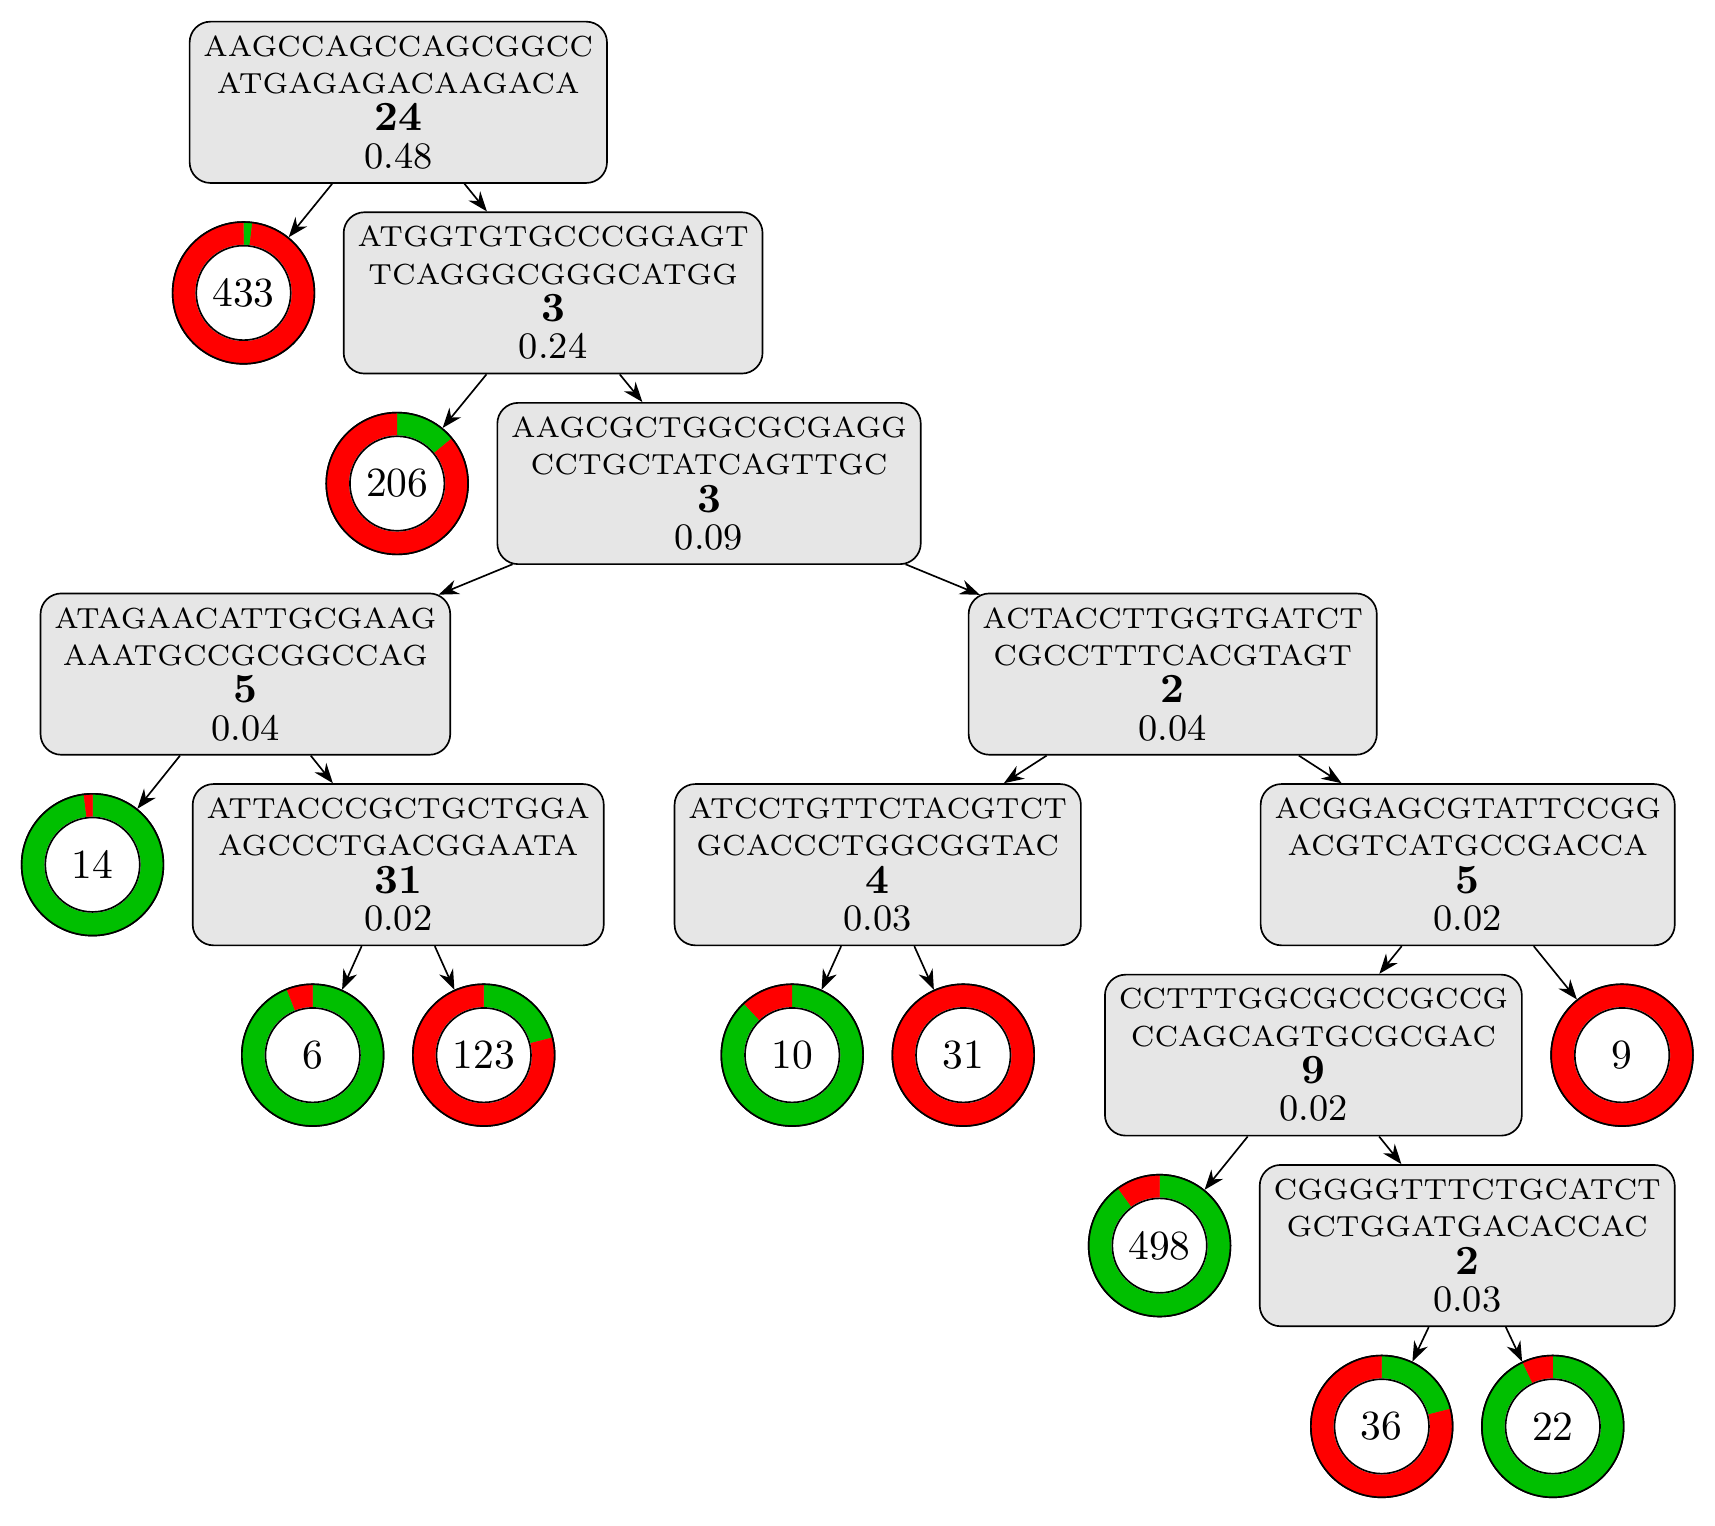 AAGCCAGCCAGCGGCC
ATGAGAGACAAGACA
24
0.48
433
ATGGTGTGCCCGGAGT
TCAGGGCGGGCATGG
3
0.24
206
AAGCGCTGGCGCGAGG
CCTGCTATCAGTTGC
3
0.09
ATAGAACATTGCGAAG
AAATGCCGCGGCCAG
5
0.04
ACTACCTTGGTGATCT
CGCCTTTCACGTAGT
2
0.04
14
ATTACCCGCTGCTGGA
AGCCCTGACGGAATA
31
0.02
ATCCTGTTCTACGTCT
GCACCCTGGCGGTAC
4
0.03
ACGGAGCGTATTCCGG
ACGTCATGCCGACCA
5
0.02
6
123
10
31
CCTTTGGCGCCCGCCG
CCAGCAGTGCGCGAC
9
0.02
9
498
CGGGGTTTCTGCATCT
GCTGGATGACACCAC
2
0.03
36
22